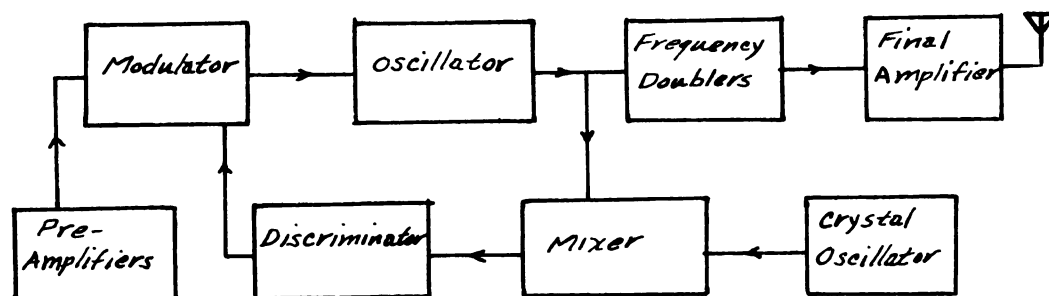 Modulator
Oscillator
Frequency
Doublers
Final
Amplifier
Pre-
Amplifiers
Discriminator
Mixer
Crystal
Oscillator